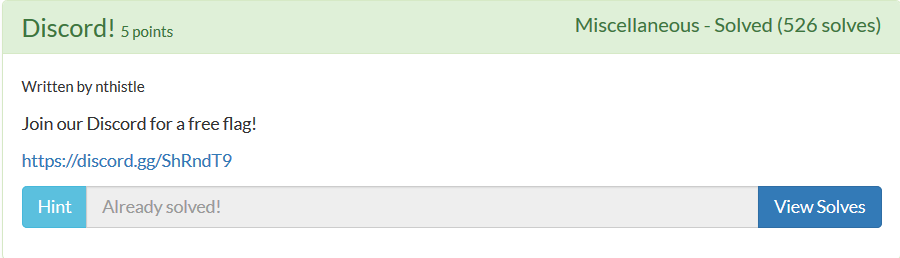 Discord! 5 points Miscellaneous - Solved (526 solves)
Written by nthistle
Join our Discord for a free flag!
https://discord.gg/ShRndT9
Hint Already solved! View Solves